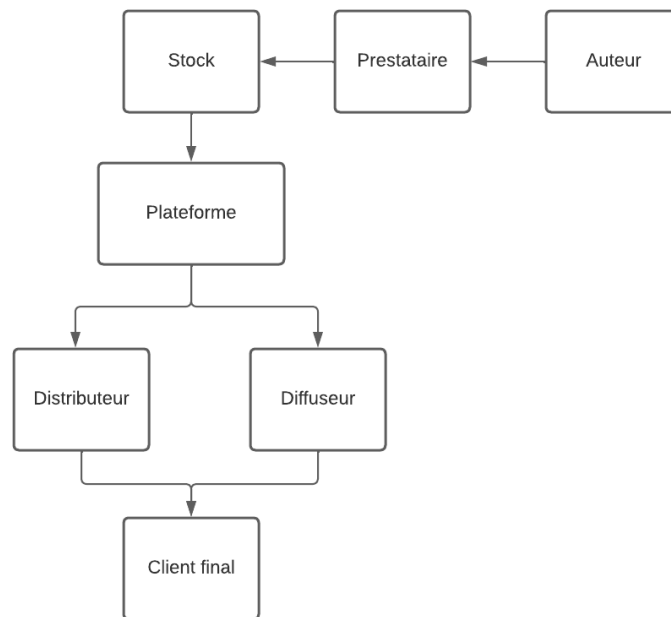 Stock
Prestataire
Auteur
Plateforme
Distributeur
Diffuseur
Client final